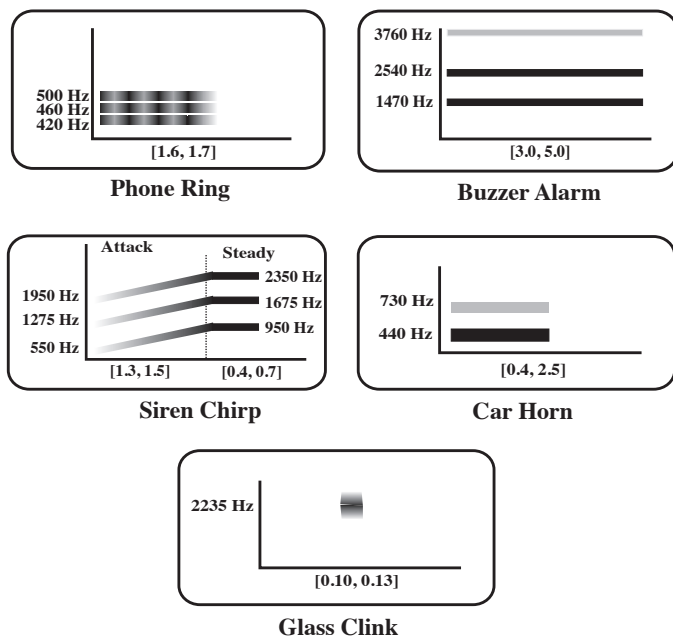 500 Hz
460 Hz
420 Hz
[1.6, 1.7]
Phone Ring
3760 Hz
2540 Hz
1470 Hz
[3.0, 5.0]
Buzzer Alarm
Attack
Steady
1950 Hz
1275 Hz
550 Hz
2350 Hz
1675 Hz
950 Hz
[1.3, 1.5]
[0.4, 0.7]
Siren Chirp
730 Hz
440 Hz
[0.4, 2.5]
Car Horn
2235 Hz
[0.10, 0.13]
Glass Clink